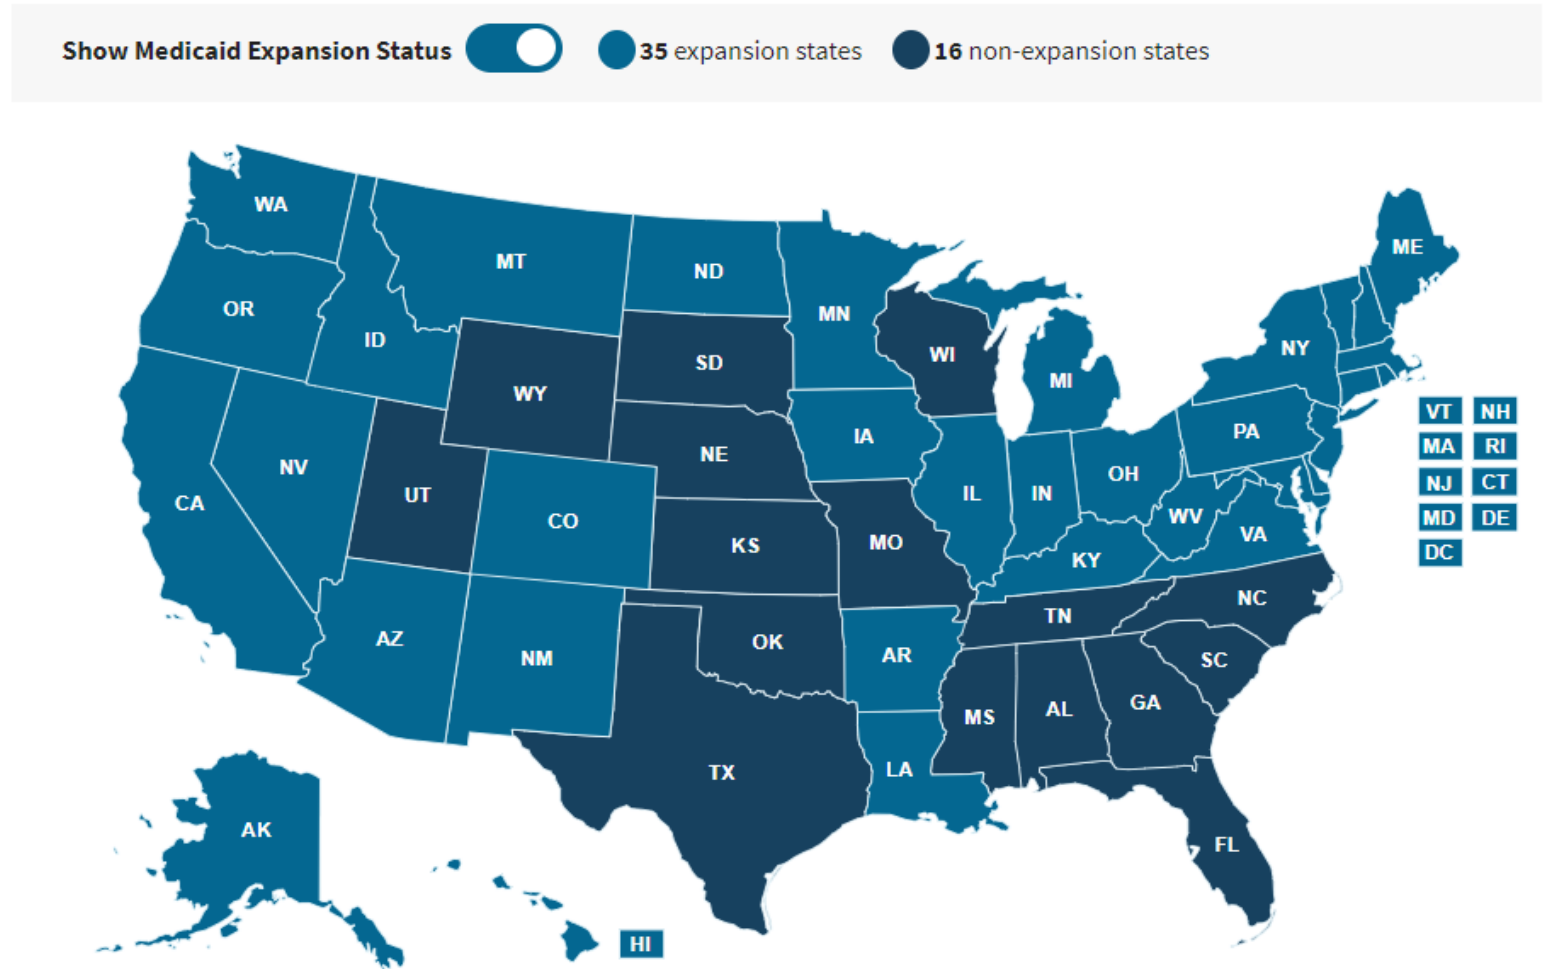 Show Medicaid Expansion Status 35 expansion states 16 non-expansion states
WA
ME
MT
ND
OR
MN
ID
NY
WI
SD
MI
WY
VT NH
PA
IA
NE
MA RI
NV
OH
NJ CT
UT
IL
IN
CA
WV
MD DE
CO
VA
MO
KS
DC
KY
NC
TN
AZ
OK
AR
NM
SC
GA
AL
MS
LA
TX
AK
FL
HI